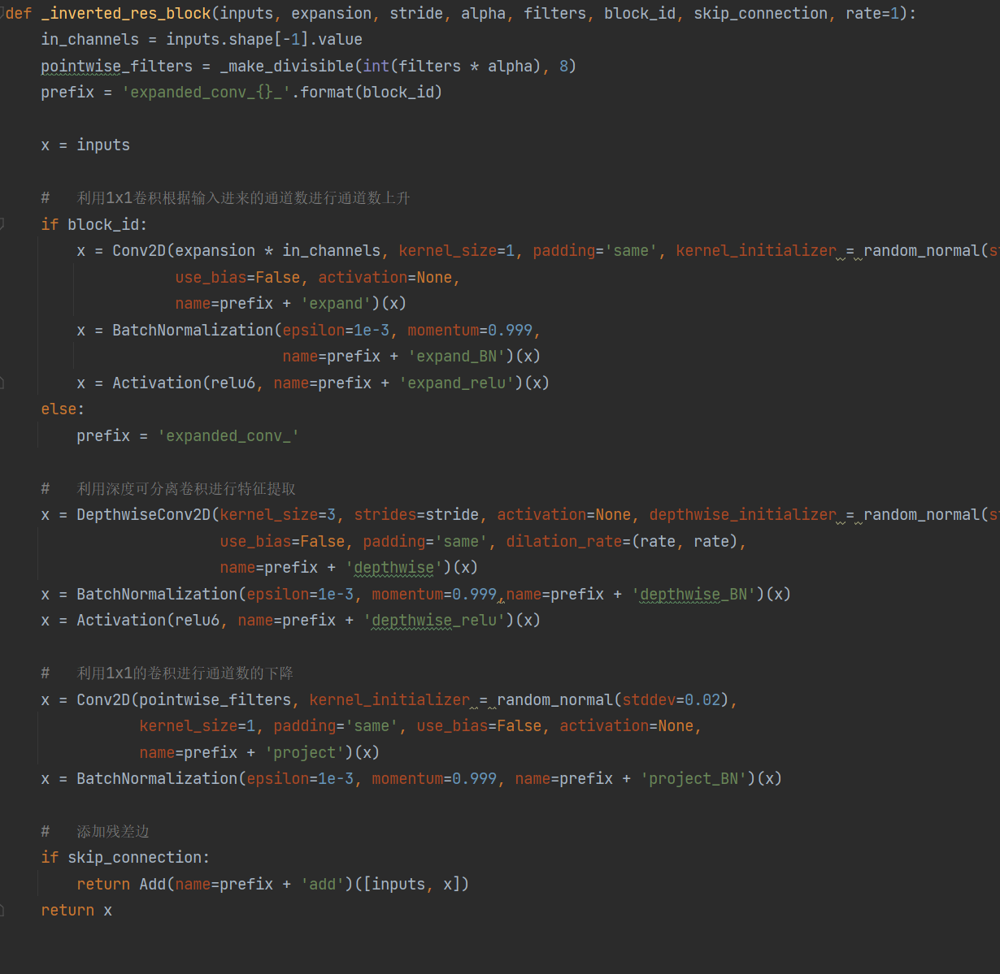 def _inverted_res_block(inputs, expansion, stride, alpha, filters, block_id, skip_connection, rate=1):
    in_channels = inputs.shape[-1].value
    pointwise_filters = _make_divisible(int(filters * alpha), 8)
    prefix = 'expanded_conv_{}_'.format(block_id)
    x = inputs
    #   利用1x1卷积根据输入进来的通道数进行通道数上升
    if block_id:
        x = Conv2D(expansion * in_channels, kernel_size=1, padding='same', kernel_initializer = random_normal(st
                   use_bias=False, activation=None,
                   name=prefix + 'expand')(x)
        x = BatchNormalization(epsilon=1e-3, momentum=0.999,
                               name=prefix + 'expand_BN')(x)
        x = Activation(relu6, name=prefix + 'expand_relu')(x)
    else:
        prefix = 'expanded_conv_'
    #   利用深度可分离卷积进行特征提取
    x = DepthwiseConv2D(kernel_size=3, strides=stride, activation=None, depthwise_initializer = random_normal(st
                        use_bias=False, padding='same', dilation_rate=(rate, rate),
                        name=prefix + 'depthwise')(x)
    x = BatchNormalization(epsilon=1e-3, momentum=0.999,name=prefix + 'depthwise_BN')(x)
    x = Activation(relu6, name=prefix + 'depthwise_relu')(x)
    #   利用1x1的卷积进行通道数的下降
    x = Conv2D(pointwise_filters, kernel_initializer = random_normal(stddev=0.02),
               kernel_size=1, padding='same', use_bias=False, activation=None,
               name=prefix + 'project')(x)
    x = BatchNormalization(epsilon=1e-3, momentum=0.999, name=prefix + 'project_BN')(x)
    #   添加残差边
    if skip_connection:
        return Add(name=prefix + 'add')([inputs, x])
    return x